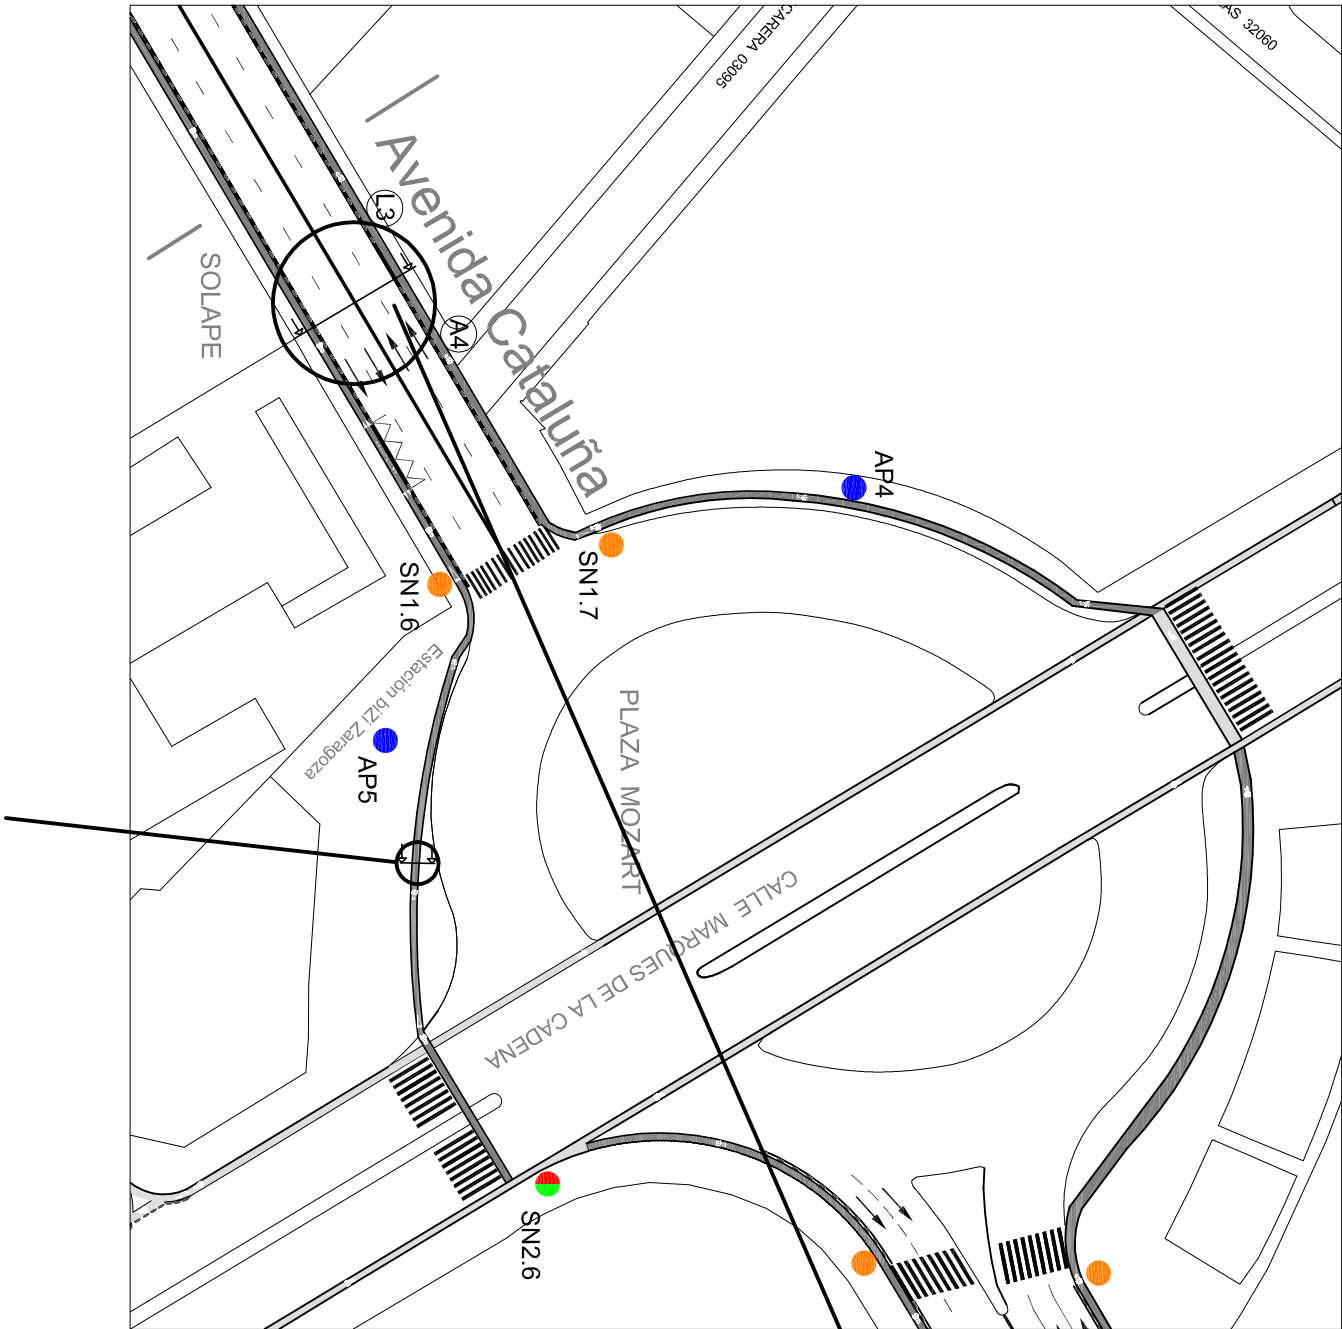 CARERA 03095
AS 32060
L3
Avenida Cataluña
SOLAPE
A4
AP4
SN1.7
SN1.6
Estación biZi Zaragoza
PLAZA MOZART
AP5
CALLE MARQUES DE LA CADENA
SN2.6